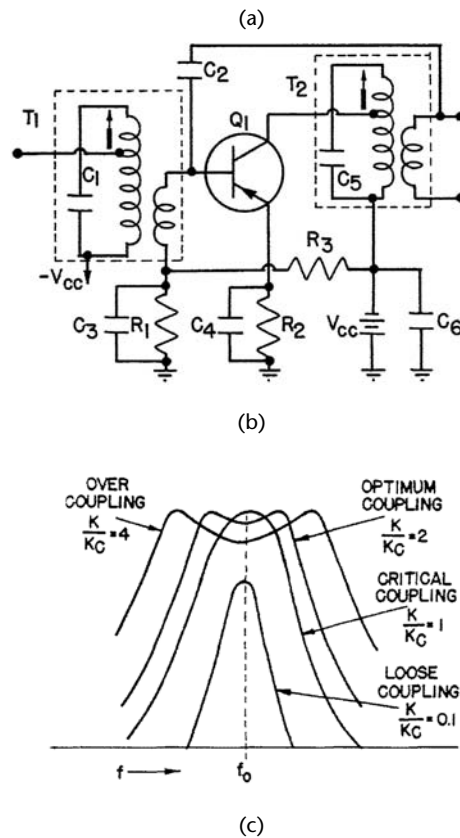 (a)
C2
T1
T2
Q1
C1
C5
-VCC
R3
C3
R1
C4
R2
VCC
C6
(b)
OVER
COUPLING
K/KC=4
OPTIMUM
COUPLING
K/KC=2
CRITICAL
COUPLING
K/KC=1
LOOSE
COUPLING
K/KC=0.1
f
fo
(c)